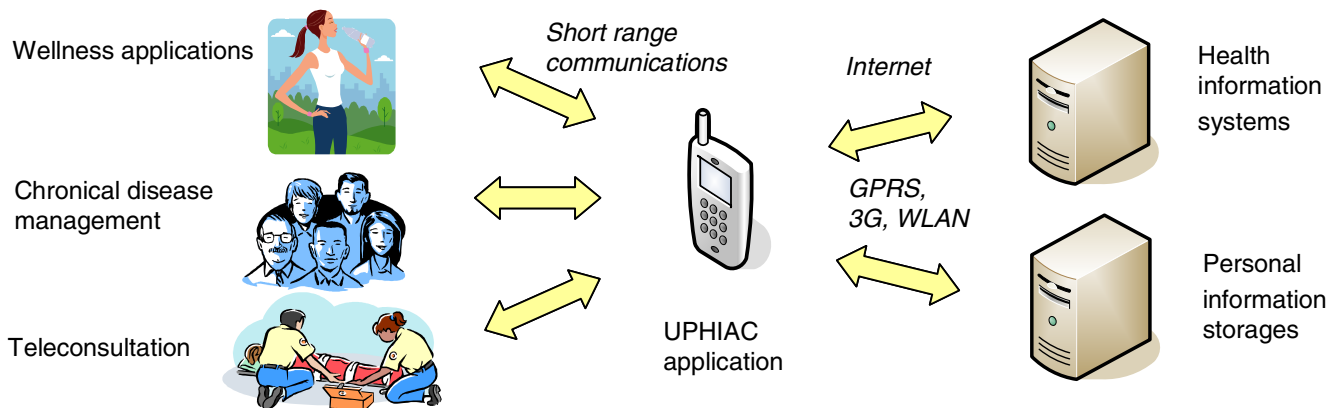 Wellness applications
Short range
communications
Internet
Health
information
systems
Chronical disease
management
GPRS,
3G, WLAN
Personal
information
storages
Teleconsultation
UPHIAC
application